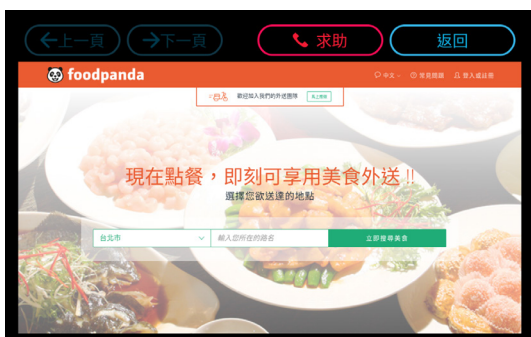 上一頁
下一頁
求助
返回
foodpanda
中文
常見問題
登入或註冊
歡迎加入我們的外送團隊
現在點餐，即刻可享用美食外送 !!
選擇您欲送達的地點
台北市
輸入您所在的路名
立即搜尋美食